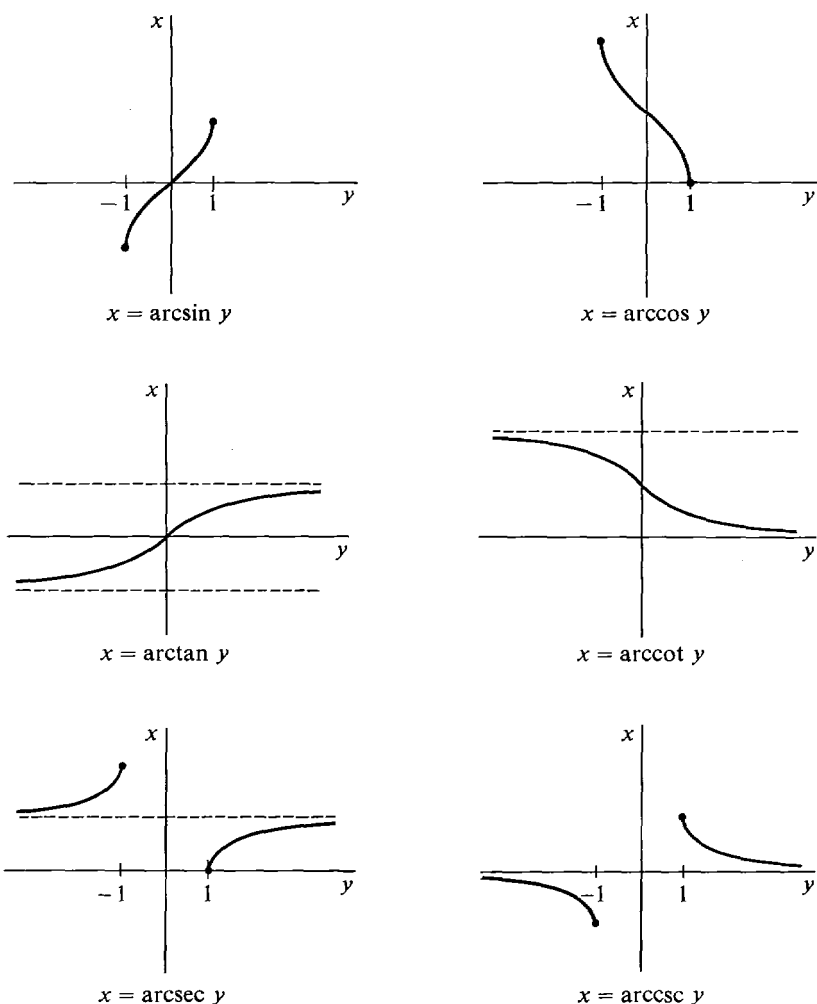 x
x
-1
1
y
-1
1
y
x = arcsin y
x = arccos y
x
x
y
y
x = arctan y
x = arccot y
x
x
-1
1
y
-1
1
y
x = arcsec y
x = arccsc y